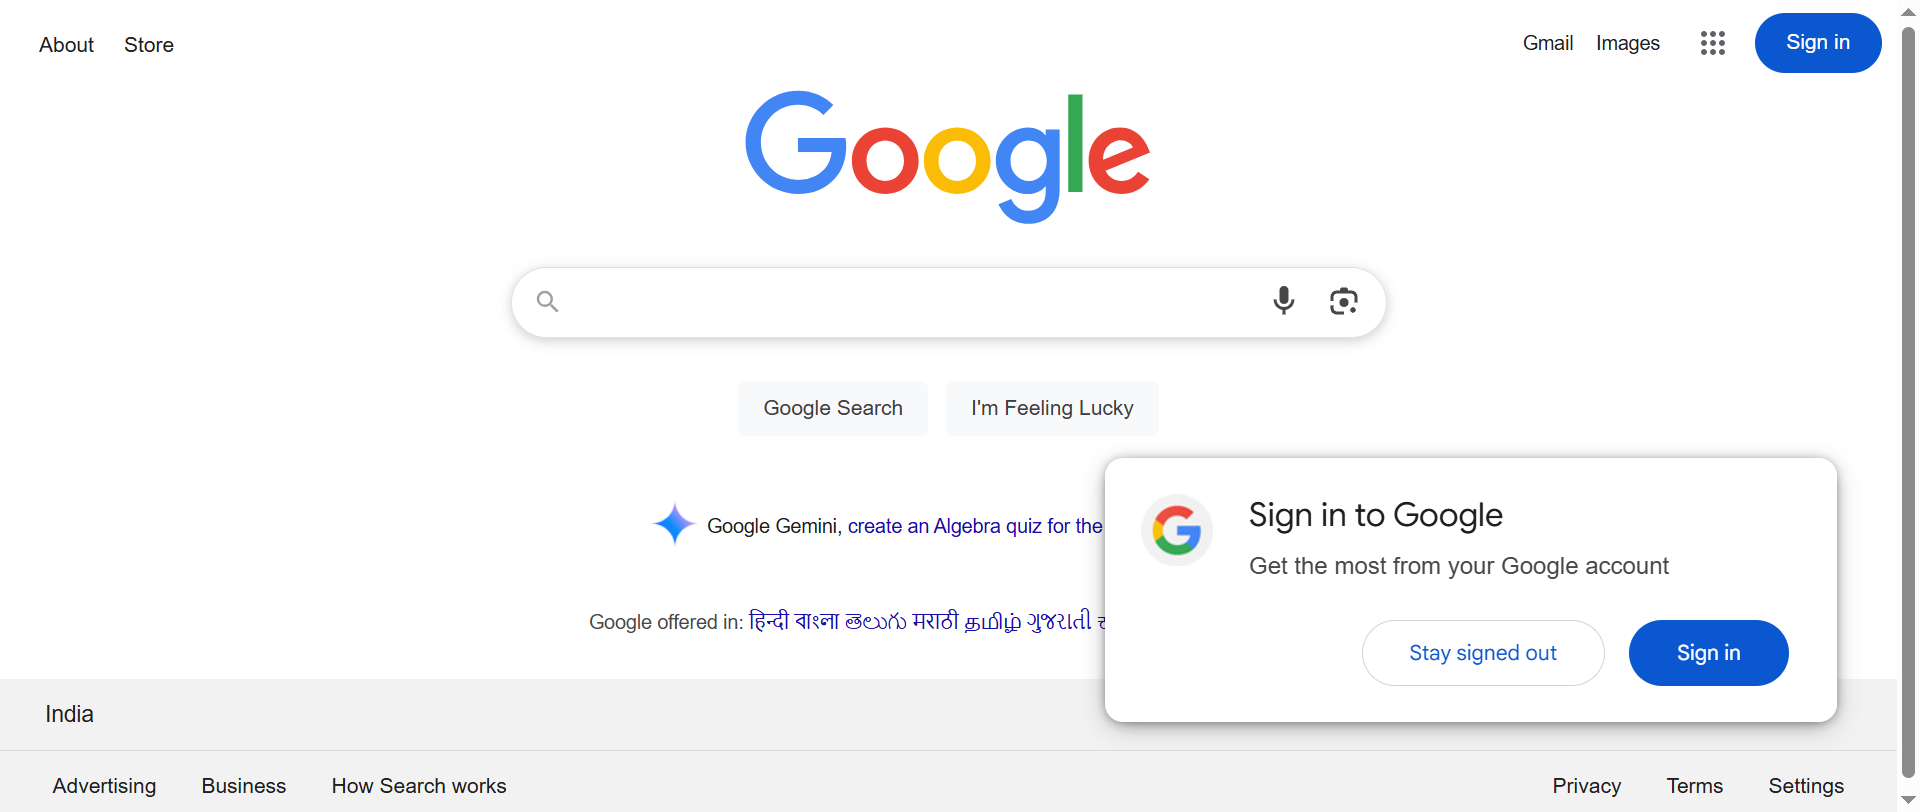 About Store
Gmail Images Sign in
Google
Google Search I'm Feeling Lucky
Google Gemini, create an Algebra quiz for the
Google offered in: हिन्दी বাংলা తెలుగు मराठी தமிழ் ગુજરાતી
Sign in to Google
Get the most from your Google account
Stay signed out Sign in
India
Advertising Business How Search works
Privacy Terms Settings